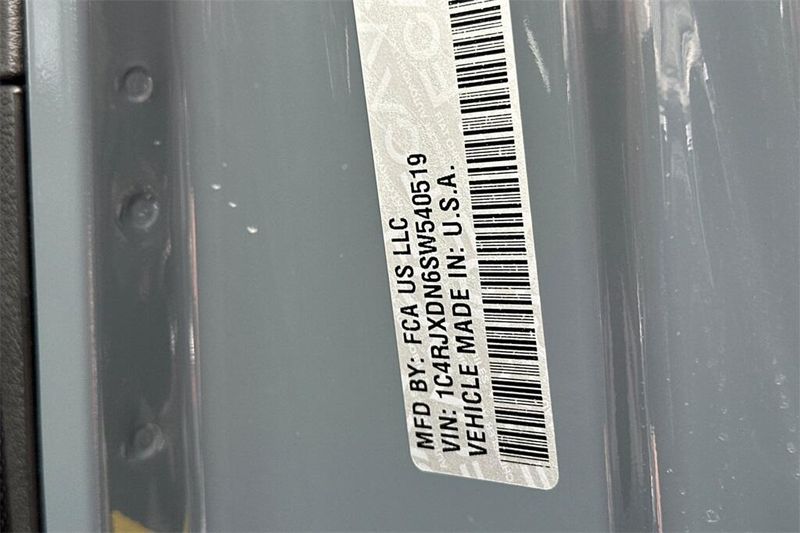 MFD BY: FCA US LLC
VIN: 1C4RJXDN6SW540519
VEHICLE MADE IN: U.S.A.